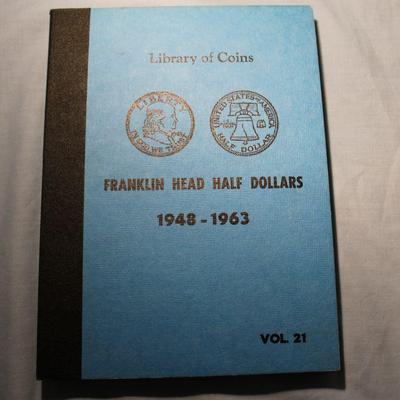 Library of Coins
LIBERTY
IN GOD WE TRUST
UNITED STATES OF AMERICA
HALF DOLLAR
FRANKLIN HEAD HALF DOLLARS
1948 - 1963
VOL. 21